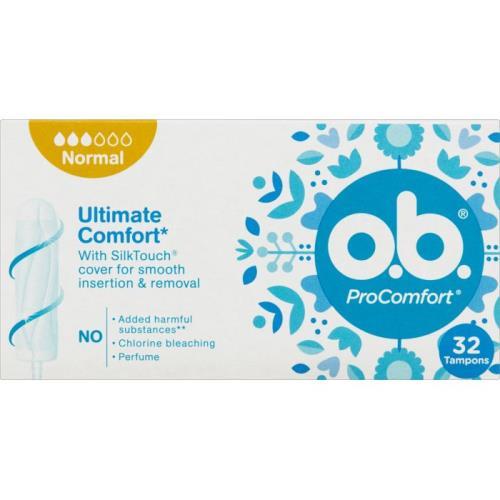 Normal
Ultimate
Comfort*
With SilkTouch®
cover for smooth
insertion & removal
NO
• Added harmful
substances**
• Chlorine bleaching
• Perfume
o.b.®
ProComfort®
32
Tampons